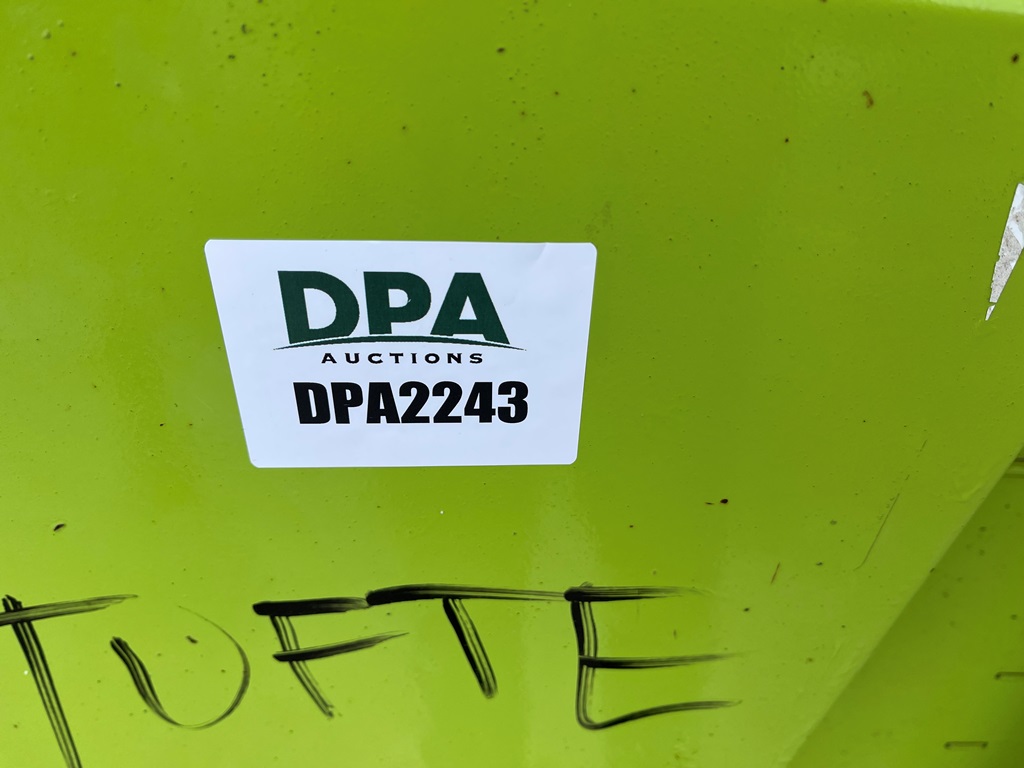 DPA
AUCTIONS
DPA2243
TUFTE